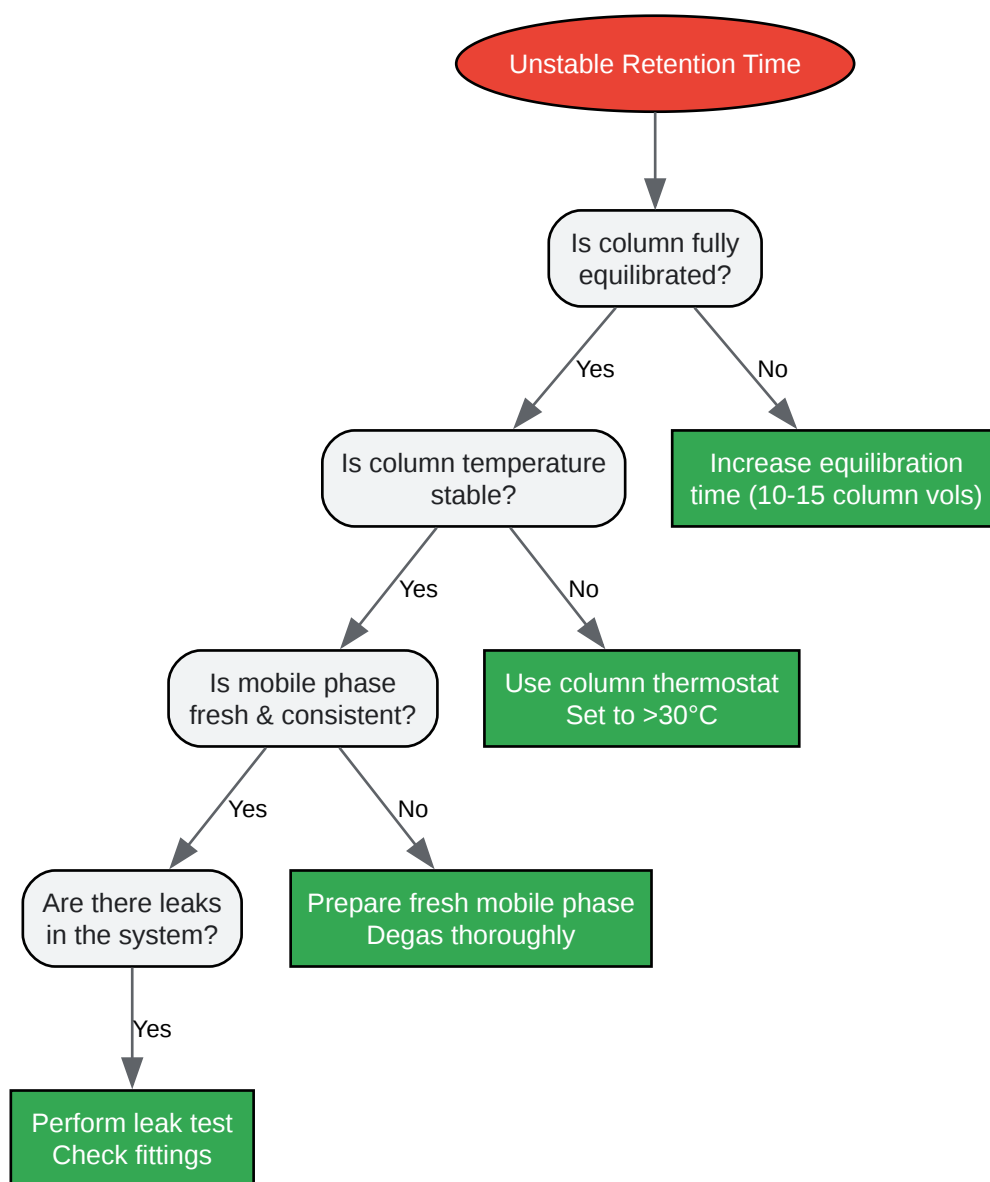 Unstable Retention Time
Is column fully
equilibrated?
Yes
No
Is column temperature
stable?
Increase equilibration
time (10-15 column vols)
Yes
No
Is mobile phase
fresh & consistent?
Use column thermostat
Set to >30°C
Yes
No
Are there leaks
in the system?
Prepare fresh mobile phase
Degas thoroughly
Yes
Perform leak test
Check fittings